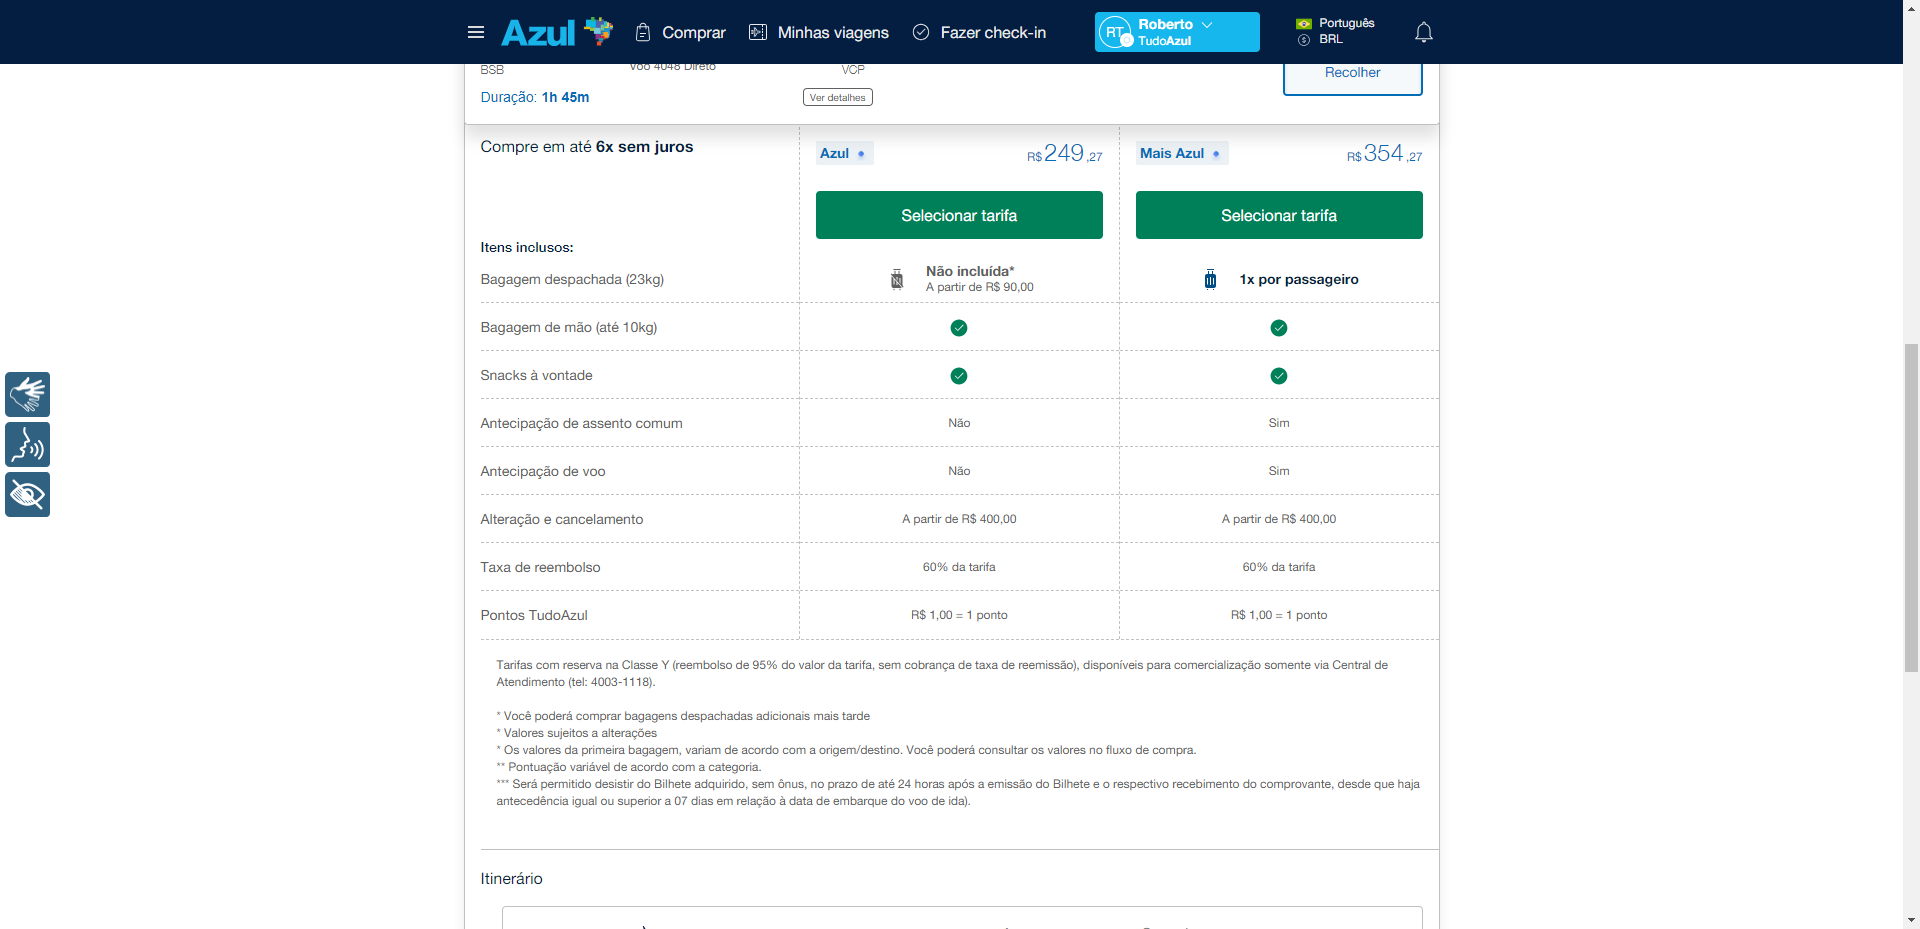 Azul
Comprar
Minhas viagens
Fazer check-in
RT
Roberto
TudoAzul
Português
BRL
BSB
Voo 4048 Direto
VCP
Recolher
Duração: 1h 45m
Ver detalhes
Compre em até 6x sem juros
Azul
R$249,27
Mais Azul
R$354,27
Selecionar tarifa
Selecionar tarifa
Itens inclusos:
Bagagem despachada (23kg)
Não incluída*
A partir de R$ 90,00
1x por passageiro
Bagagem de mão (até 10kg)
Snacks à vontade
Antecipação de assento comum
Não
Sim
Antecipação de voo
Não
Sim
Alteração e cancelamento
A partir de R$ 400,00
A partir de R$ 400,00
Taxa de reembolso
60% da tarifa
60% da tarifa
Pontos TudoAzul
R$ 1,00 = 1 ponto
R$ 1,00 = 1 ponto
Tarifas com reserva na Classe Y (reembolso de 95% do valor da tarifa, sem cobrança de taxa de reemissão), disponíveis para comercialização somente via Central de
Atendimento (tel: 4003-1118).
* Você poderá comprar bagagens despachadas adicionais mais tarde
* Valores sujeitos a alterações
* Os valores da primeira bagagem, variam de acordo com a origem/destino. Você poderá consultar os valores no fluxo de compra.
** Pontuação variável de acordo com a categoria.
*** Será permitido desistir do Bilhete adquirido, sem ônus, no prazo de até 24 horas após a emissão do Bilhete e o respectivo recebimento do comprovante, desde que haja
antecedência igual ou superior a 07 dias em relação à data de embarque do voo de ida).
Itinerário